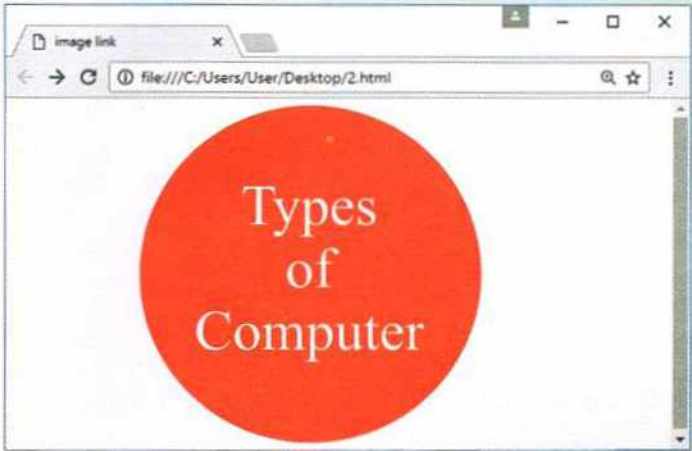 image link
file:///C:/Users/User/Desktop/2.html
Types
of
Computer